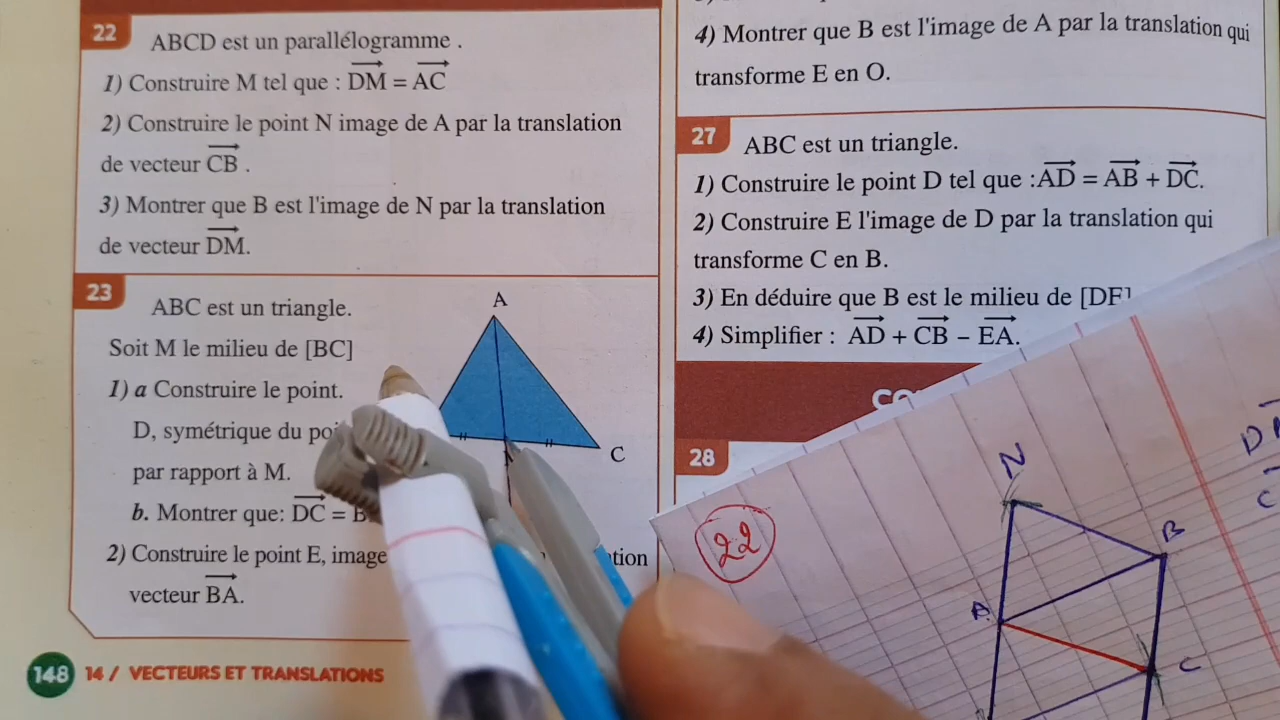 22
ABCD est un parallélogramme .
1) Construire M tel que : DM = AC
2) Construire le point N image de A par la translation
de vecteur CB .
3) Montrer que B est l'image de N par la translation
de vecteur DM.
23
ABC est un triangle.
Soit M le milieu de [BC]
1) a Construire le point.
D, symétrique du
par rapport à M.
b. Montrer que: DC =
2) Construire le point E, image
vecteur BA.
A
C
148 14 / VECTEURS ET TRANSLATIONS
4) Montrer que B est l'image de A par la translation qui
transforme E en O.
27
ABC est un triangle.
1) Construire le point D tel que :AD = AB + DC.
2) Construire E l'image de D par la translation qui
transforme C en B.
3) En déduire que B est le milieu de [DE]
4) Simplifier : AD + CB – EA.
28
22
N
B
A
C